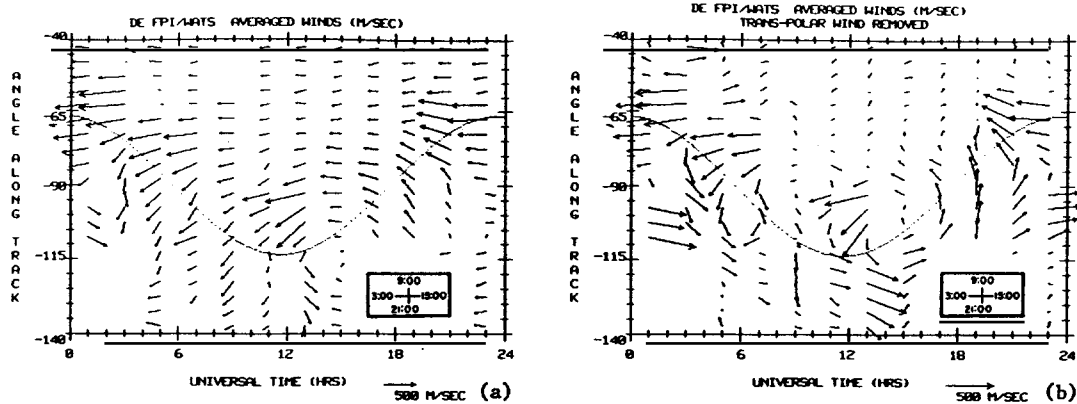 DE FPI/WATS AVERAGED WINDS (M/SEC)
-40
-65
-90
-115
-140
ANGLE ALONG TRACK
0 6 12 18 24
9:00
3:00 15:00
21:00
UNIVERSAL TIME (HRS)
500 M/SEC (a)
DE FPI/WATS AVERAGED WINDS (M/SEC)
TRANS-POLAR WIND REMOVED
-40
-65
-90
-115
-140
ANGLE ALONG TRACK
0 6 12 18 24
9:00
3:00 15:00
21:00
UNIVERSAL TIME (HRS)
500 M/SEC (b)